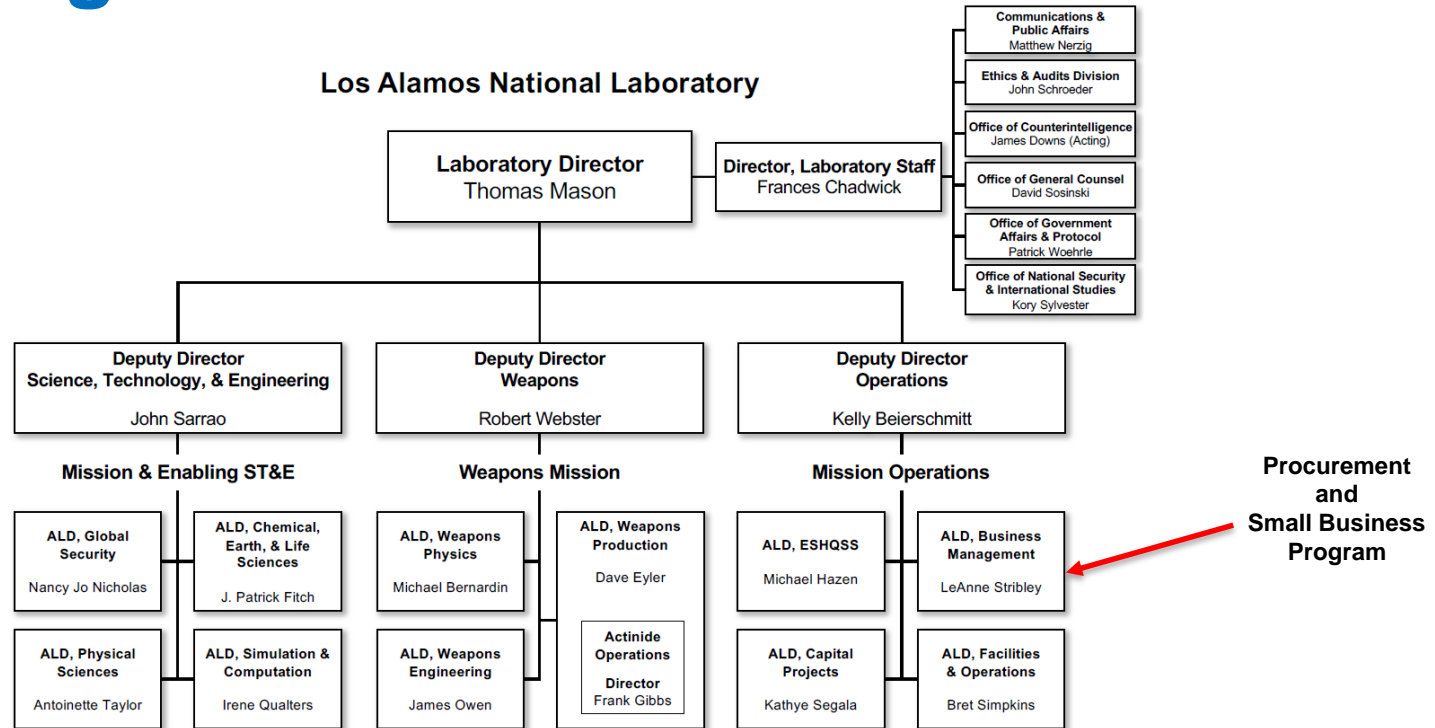 Communications &
Public Affairs
Matthew Nerzig
Los Alamos National Laboratory
Ethics & Audits Division
John Schroeder
Office of Counterintelligence
James Downs (Acting)
Laboratory Director
Thomas Mason
Director, Laboratory Staff
Frances Chadwick
Office of General Counsel
David Sosinski
Office of Government
Affairs & Protocol
Patrick Woehrle
Office of National Security
& International Studies
Kory Sylvester
Deputy Director
Science, Technology, & Engineering
John Sarrao
Deputy Director
Weapons
Robert Webster
Deputy Director
Operations
Kelly Beierschmitt
Mission & Enabling ST&E
Weapons Mission
Mission Operations
Procurement
and
Small Business
Program
ALD, Global
Security
Nancy Jo Nicholas
ALD, Chemical,
Earth, & Life
Sciences
J. Patrick Fitch
ALD, Weapons
Physics
Michael Bernardin
ALD, Weapons
Production
Dave Eyler
ALD, ESHQSS
Michael Hazen
ALD, Business
Management
LeAnne Stribley
ALD, Physical
Sciences
Antoinette Taylor
ALD, Simulation &
Computation
Irene Qualters
ALD, Weapons
Engineering
James Owen
Actinide
Operations
Director
Frank Gibbs
ALD, Capital
Projects
Kathye Segala
ALD, Facilities
& Operations
Bret Simpkins